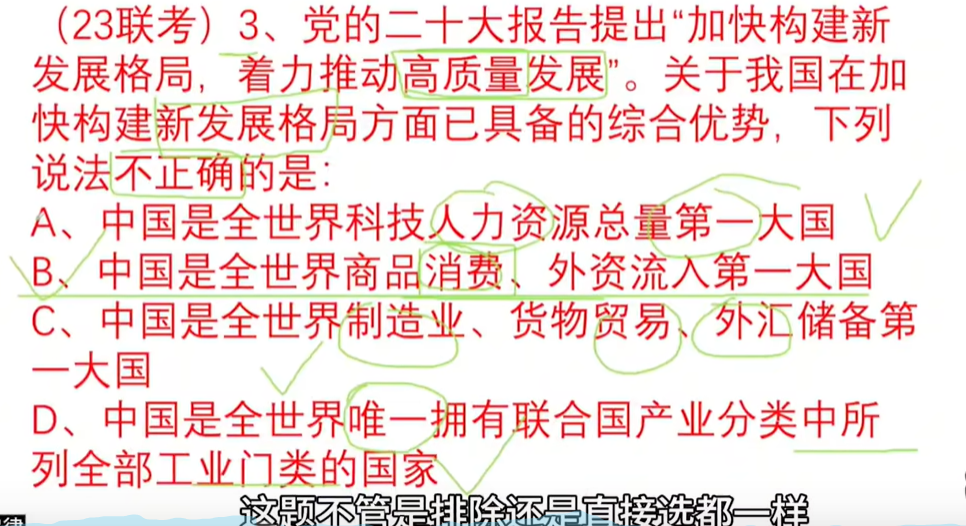 （23联考）3、党的二十大报告提出“加快构建新
发展格局，着力推动高质量发展”。关于我国在加
快构建新发展格局方面已具备的综合优势，下列
说法不正确的是：
A、中国是全世界科技人力资源总量第一大国
B、中国是全世界商品消费、外资流入第一大国
C、中国是全世界制造业、货物贸易、外汇储备第
一大国
D、中国是全世界唯一拥有联合国产业分类中所
列全部工业门类的国家
这题不管是排除还是直接选都一样